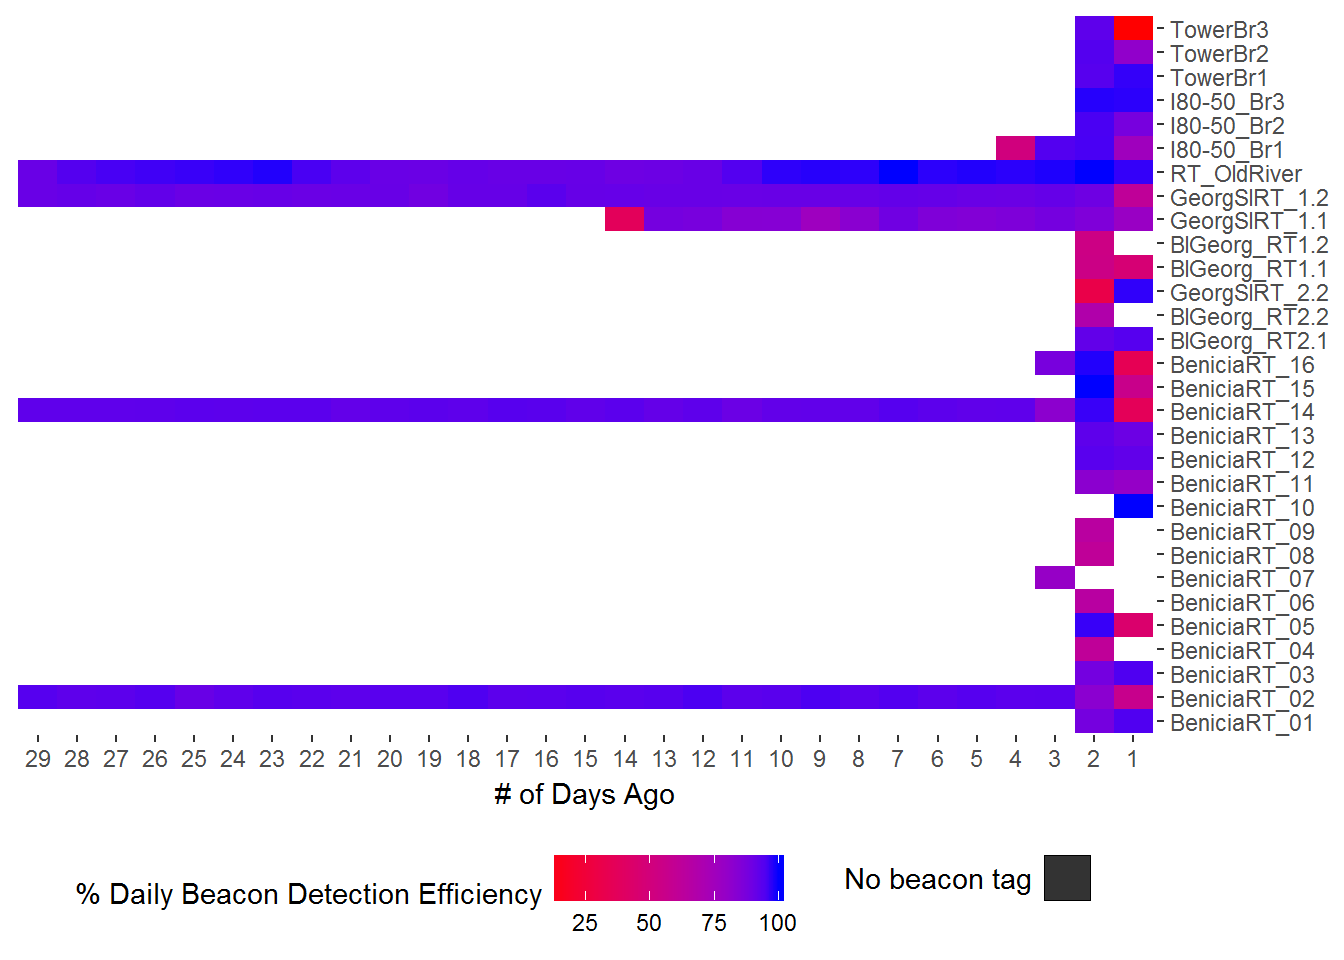 TowerBr3
TowerBr2
TowerBr1
I80-50_Br3
I80-50_Br2
I80-50_Br1
RT_OldRiver
GeorgSlRT_1.2
GeorgSlRT_1.1
BlGeorg_RT1.2
BlGeorg_RT1.1
GeorgSlRT_2.2
BlGeorg_RT2.2
BlGeorg_RT2.1
BeniciaRT_16
BeniciaRT_15
BeniciaRT_14
BeniciaRT_13
BeniciaRT_12
BeniciaRT_11
BeniciaRT_10
BeniciaRT_09
BeniciaRT_08
BeniciaRT_07
BeniciaRT_06
BeniciaRT_05
BeniciaRT_04
BeniciaRT_03
BeniciaRT_02
BeniciaRT_01
29 28 27 26 25 24 23 22 21 20 19 18 17 16 15 14 13 12 11 10 9 8 7 6 5 4 3 2 1
# of Days Ago
% Daily Beacon Detection Efficiency
25 50 75 100
No beacon tag